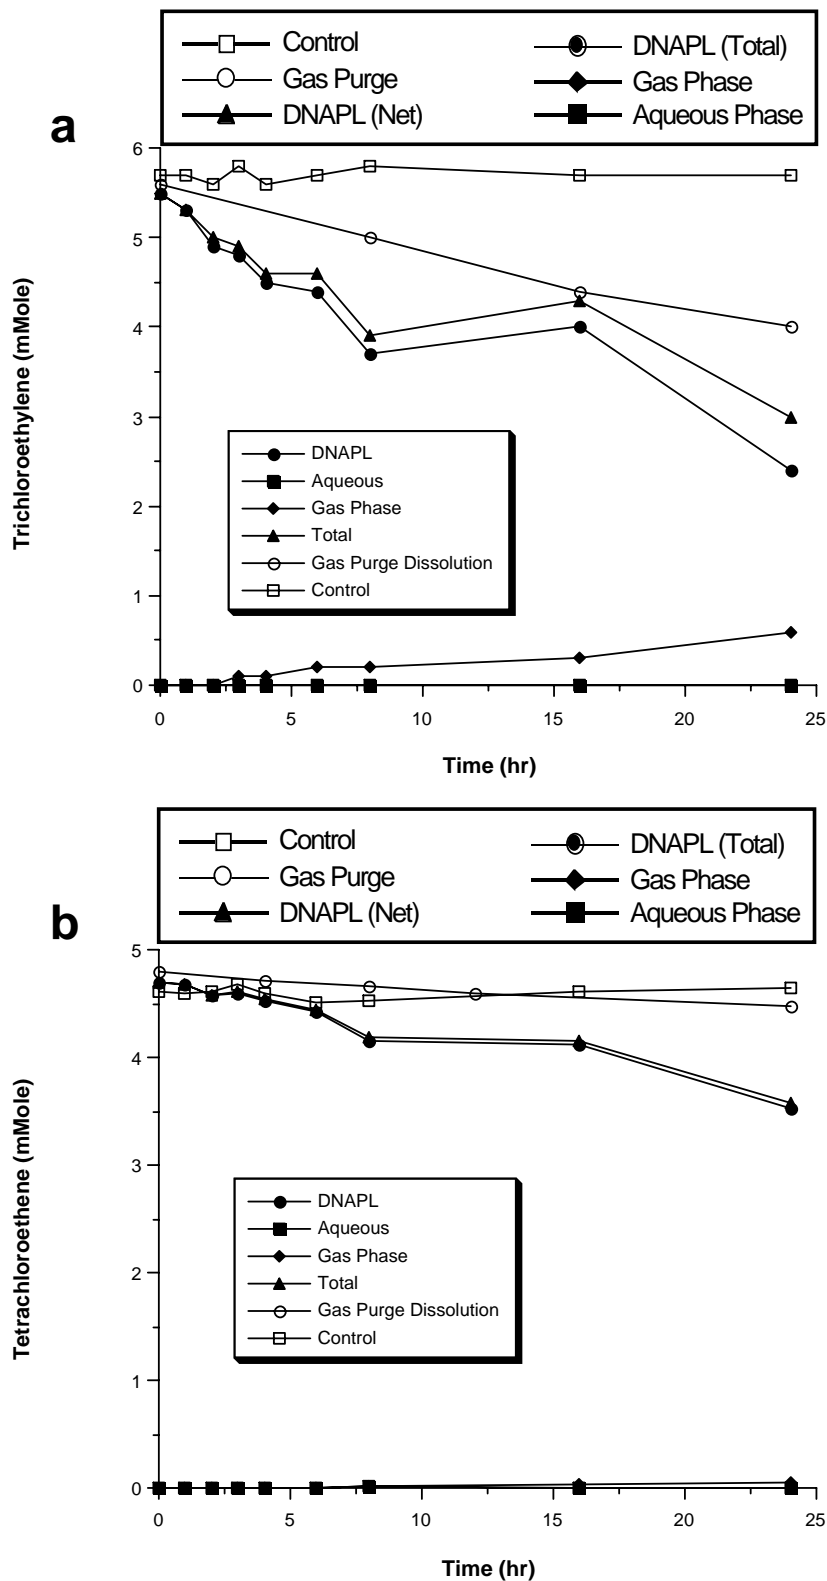 Control
DNAPL (Total)
Gas Purge
Gas Phase
DNAPL (Net)
Aqueous Phase
a
6
5
4
3
2
1
0
Trichloroethylene (mMole)
DNAPL
Aqueous
Gas Phase
Total
Gas Purge Dissolution
Control
0 5 10 15 20 25
Time (hr)
Control
DNAPL (Total)
Gas Purge
Gas Phase
DNAPL (Net)
Aqueous Phase
b
5
4
3
2
1
0
Tetrachloroethene (mMole)
DNAPL
Aqueous
Gas Phase
Total
Gas Purge Dissolution
Control
0 5 10 15 20 25
Time (hr)